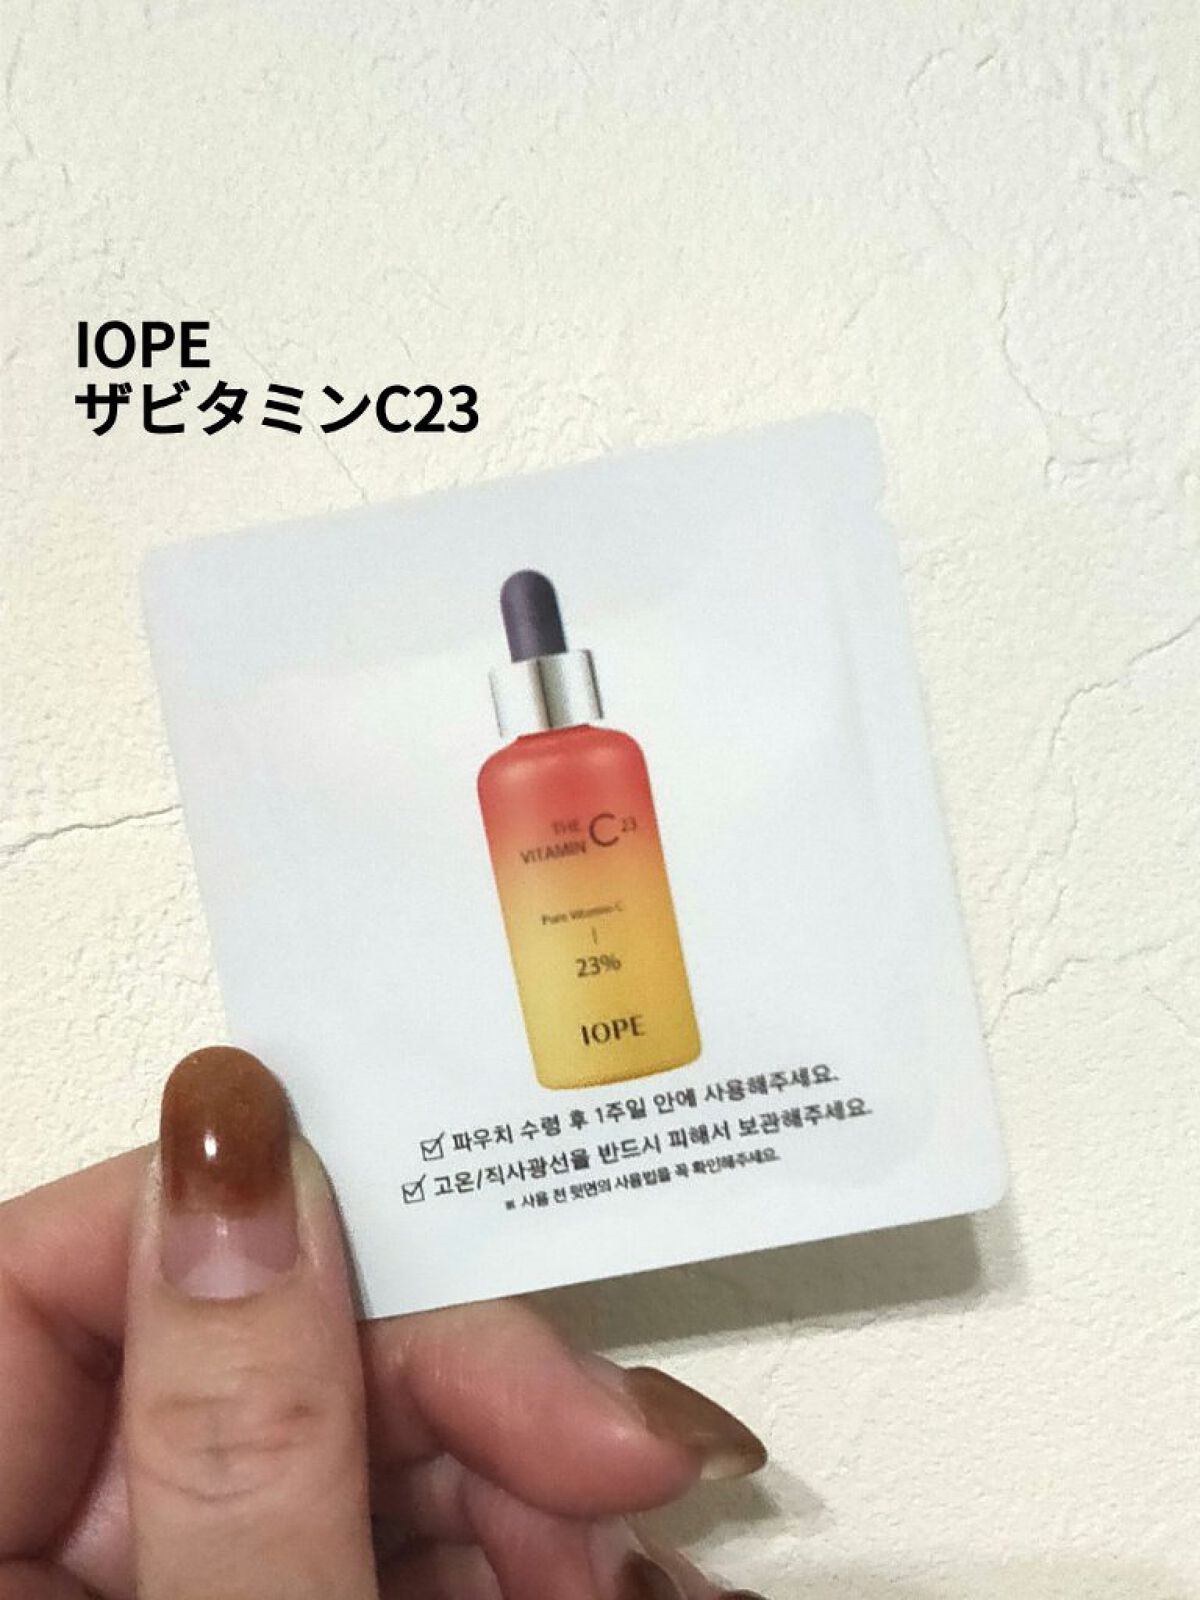 IOPE
ザビタミンC23
THE
VITAMIN C23
Pure Vitamin C
23%
IOPE
파우치 수령 후 1주일 안에 사용해주세요.
고온/직사광선을 반드시 피해서 보관해주세요.
※ 사용 전 뒷면의 사용법을 꼭 확인해주세요.